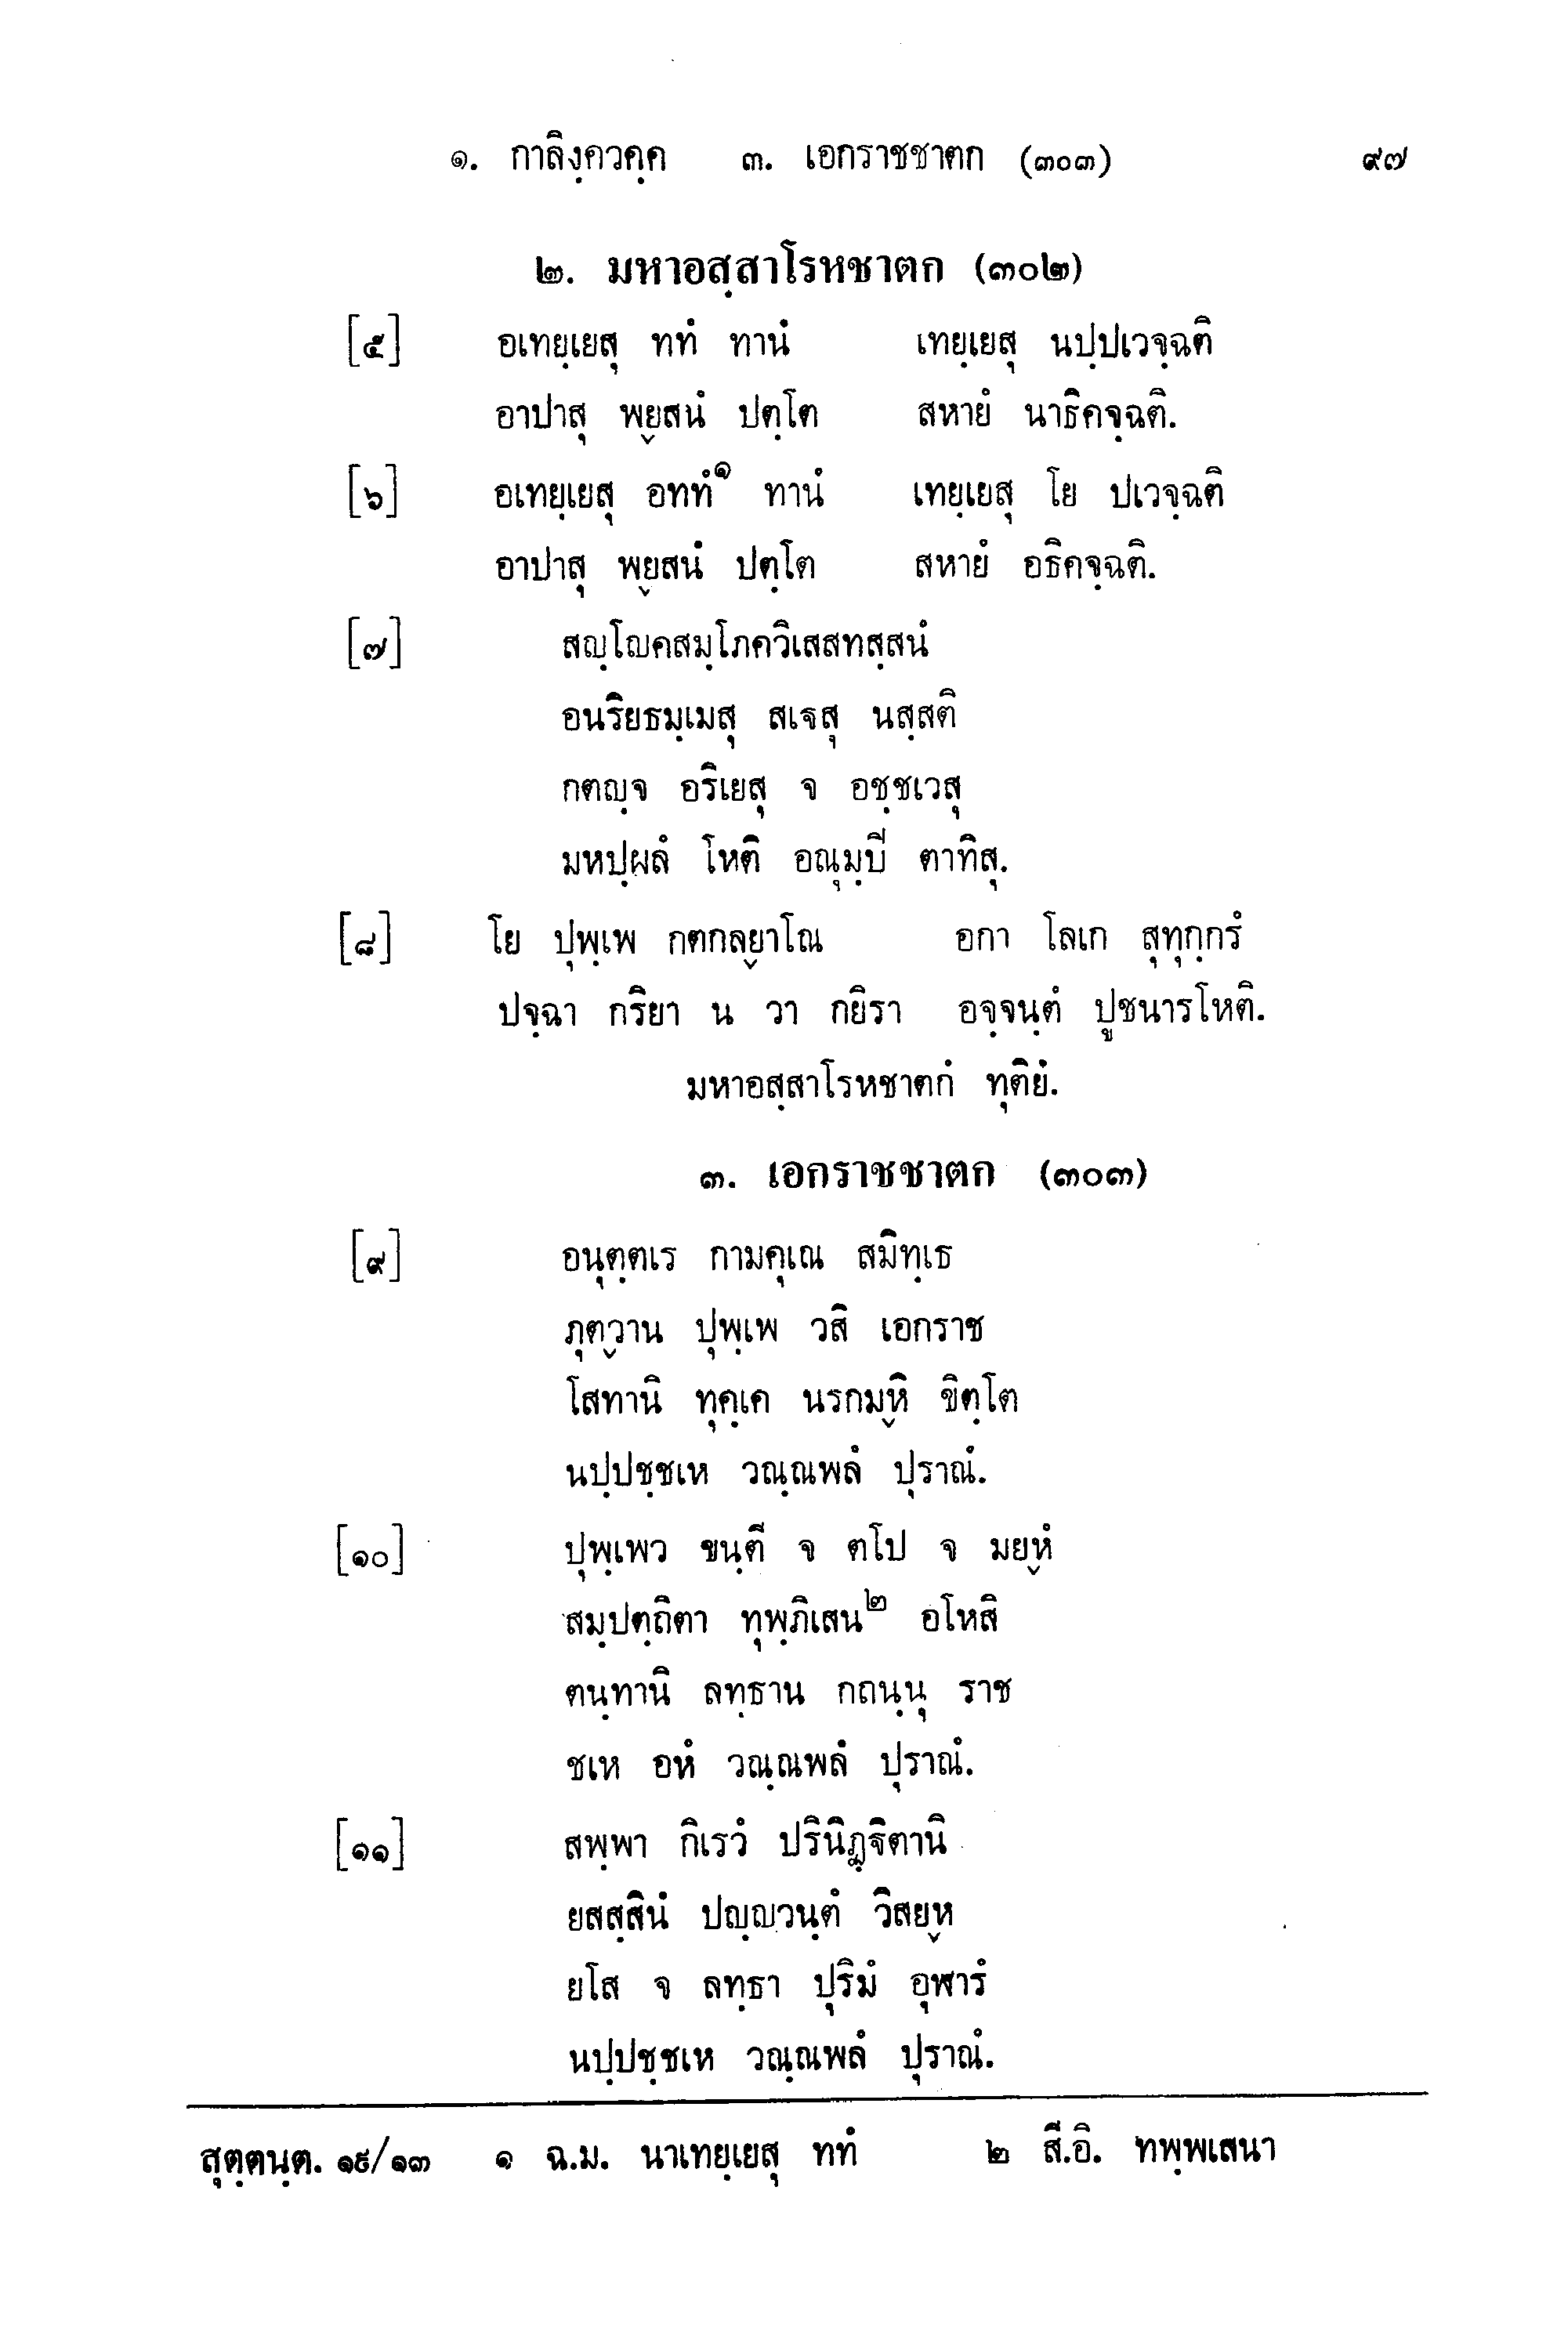 ๑. กาลิงฺควคฺค ๓. เอกราชชาตก (๓๐๓) ๙๗
๒. มหาอสฺสาโรหชาตก (๓๐๒)
[๕] อเทยฺเยสุ ททํ ทานํ เทยฺเยสุ นปฺปเวจฺฉติ
อาปาสุ พฺยสนํ ปตฺโต สหายํ นาธิคจฺฉติ.
[๖] อเทยฺเยสุ อททํ๑ ทานํ เทยฺเยสุ โย ปเวจฺฉติ
อาปาสุ พฺยสนํ ปตฺโต สหายํ อธิคจฺฉติ.
[๗] สญฺโญคสมฺโภควิเสสทสฺสนํ
อนริยธมฺเมสุ สเฐสุ นสฺสติ
กตญฺจ อริเยสุ จ อชฺชเวสุ
มหปฺผลํ โหติ อณุมฺปิ ตาทิสุ.
[๘] โย ปุพฺเพ กตกลฺยาโณ อกา โลเก สุทุกฺกรํ
ปจฺฉา กริยา น วา กยิรา อจฺจนฺตํ ปูชนารโหติ.
มหาอสฺสาโรหชาตกํ ทุติยํ.
๓. เอกราชชาตก (๓๐๓)
[๙] อนุตฺตเร กามคุเณ สมิทฺเธ
ภุตฺวาน ปุพฺเพ วสิ เอกราช
โสทานิ ทุคฺเค นรกมฺหิ ขิตฺโต
นปฺปชฺชเห วณฺณพลํ ปุราณํ.
[๑๐] ปุพฺเพว ขนฺตี จ ตโป จ มยฺหํ
สมฺปตฺถิตา ทุพฺภิเสน๒ อโหสิ
ตนฺทานิ ลทฺธาน กถนฺนุ ราช
ชเห อหํ วณฺณพลํ ปุราณํ.
[๑๑] สพฺพา กิเรวํ ปรินิฏฺฐิตานิ
ยสสฺสินํ ปญฺญวนฺตํ วิสยฺห
ยโส จ ลทฺธา ปุริมํ อุฬารํ
นปฺปชฺชเห วณฺณพลํ ปุราณํ.
สุตฺตนฺต. ๑๙/๑๓ ๑ ฉ.ม. นาเทยฺเยสุ ททํ ๒ สี.อิ. ทพฺพเสนา